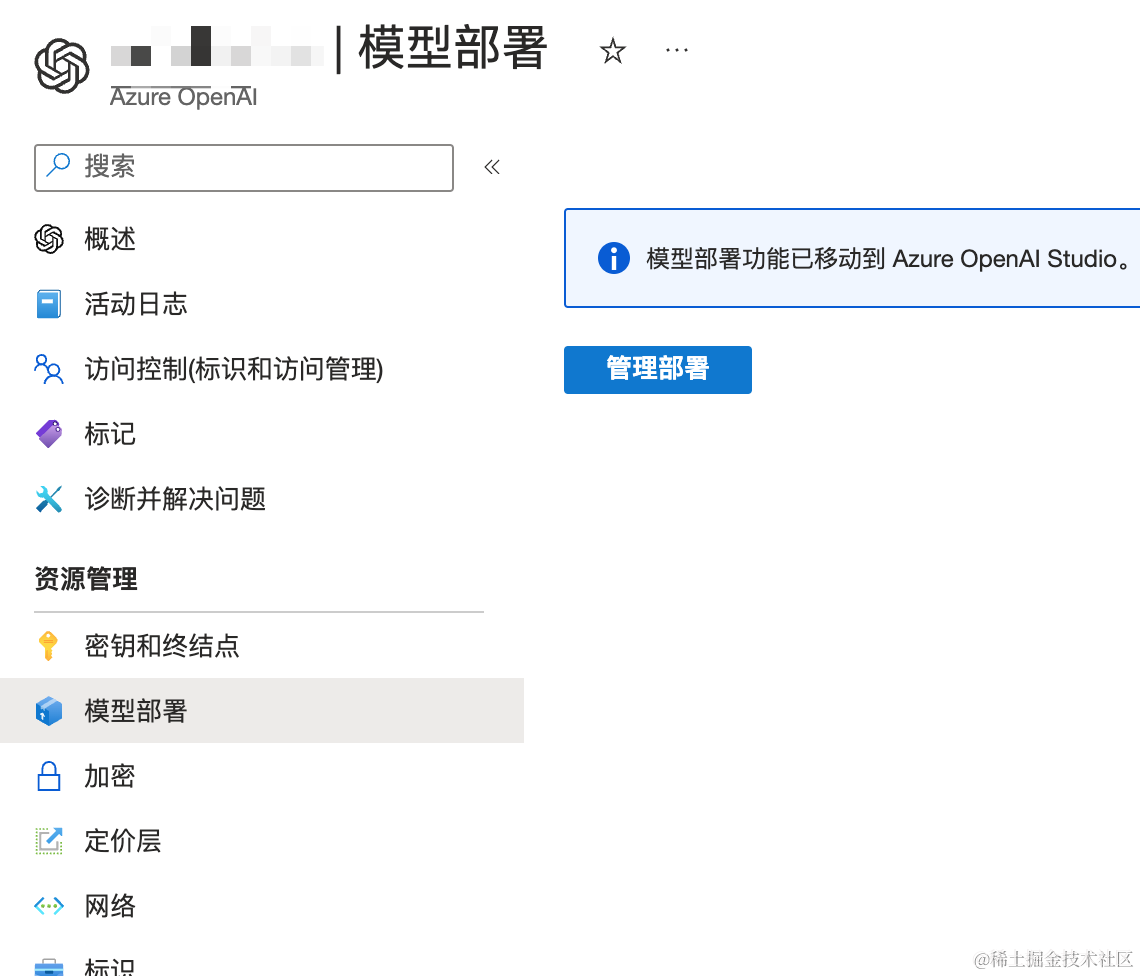 | 模型部署
Azure OpenAI
搜索
概述
活动日志
访问控制(标识和访问管理)
标记
诊断并解决问题
资源管理
密钥和终结点
模型部署
加密
定价层
网络
标识
模型部署功能已移动到 Azure OpenAI Studio。
管理部署
@稀土掘金技术社区